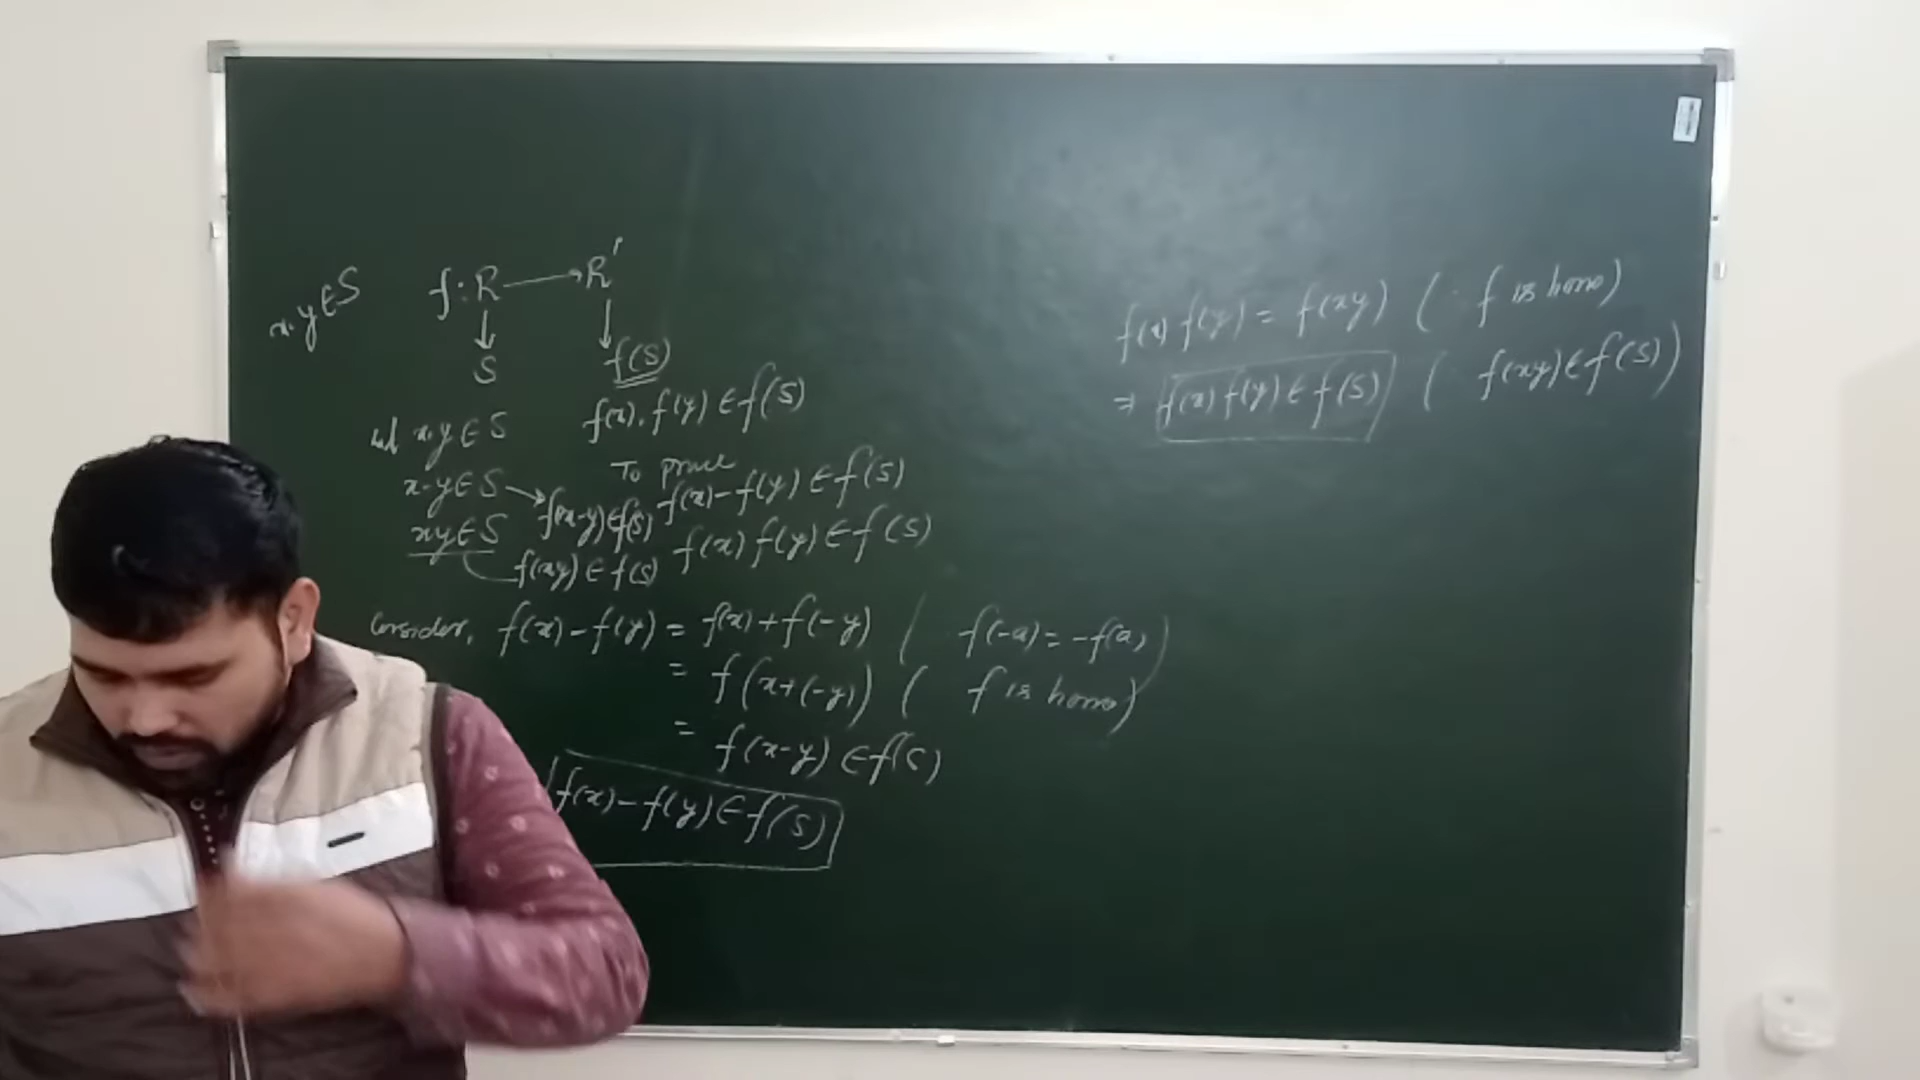 x, y ∈ S
f: R → R'
↓ ↓
S f(S)
f(x), f(y) ∈ f(S)
Let x, y ∈ S
To prove
x-y ∈ S → f(x-y) ∈ f(S) f(x) - f(y) ∈ f(S)
xy ∈ S f(xy) ∈ f(S) f(x) f(y) ∈ f(S)
Consider, f(x) - f(y) = f(x) + f(-y) ( f(-a) = -f(a) )
= f(x+(-y)) ( f is homo)
= f(x-y) ∈ f(S)
f(x) - f(y) ∈ f(S)
f(x) f(y) = f(xy) ( f is homo)
⇒ f(x) f(y) ∈ f(S) ( f(xy) ∈ f(S))